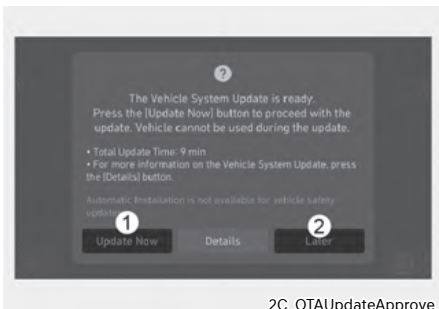 ?
The Vehicle System Update is ready.
Press the [Update Now] button to proceed with the
update. Vehicle cannot be used during the update.
• Total Update Time: 9 min
• For more information on the Vehicle System Update, press
the [Details] button.
Automatic Installation is not available for vehicle safety
update
1
2
Update Now Details Later
2C_OTAUpdateApprove